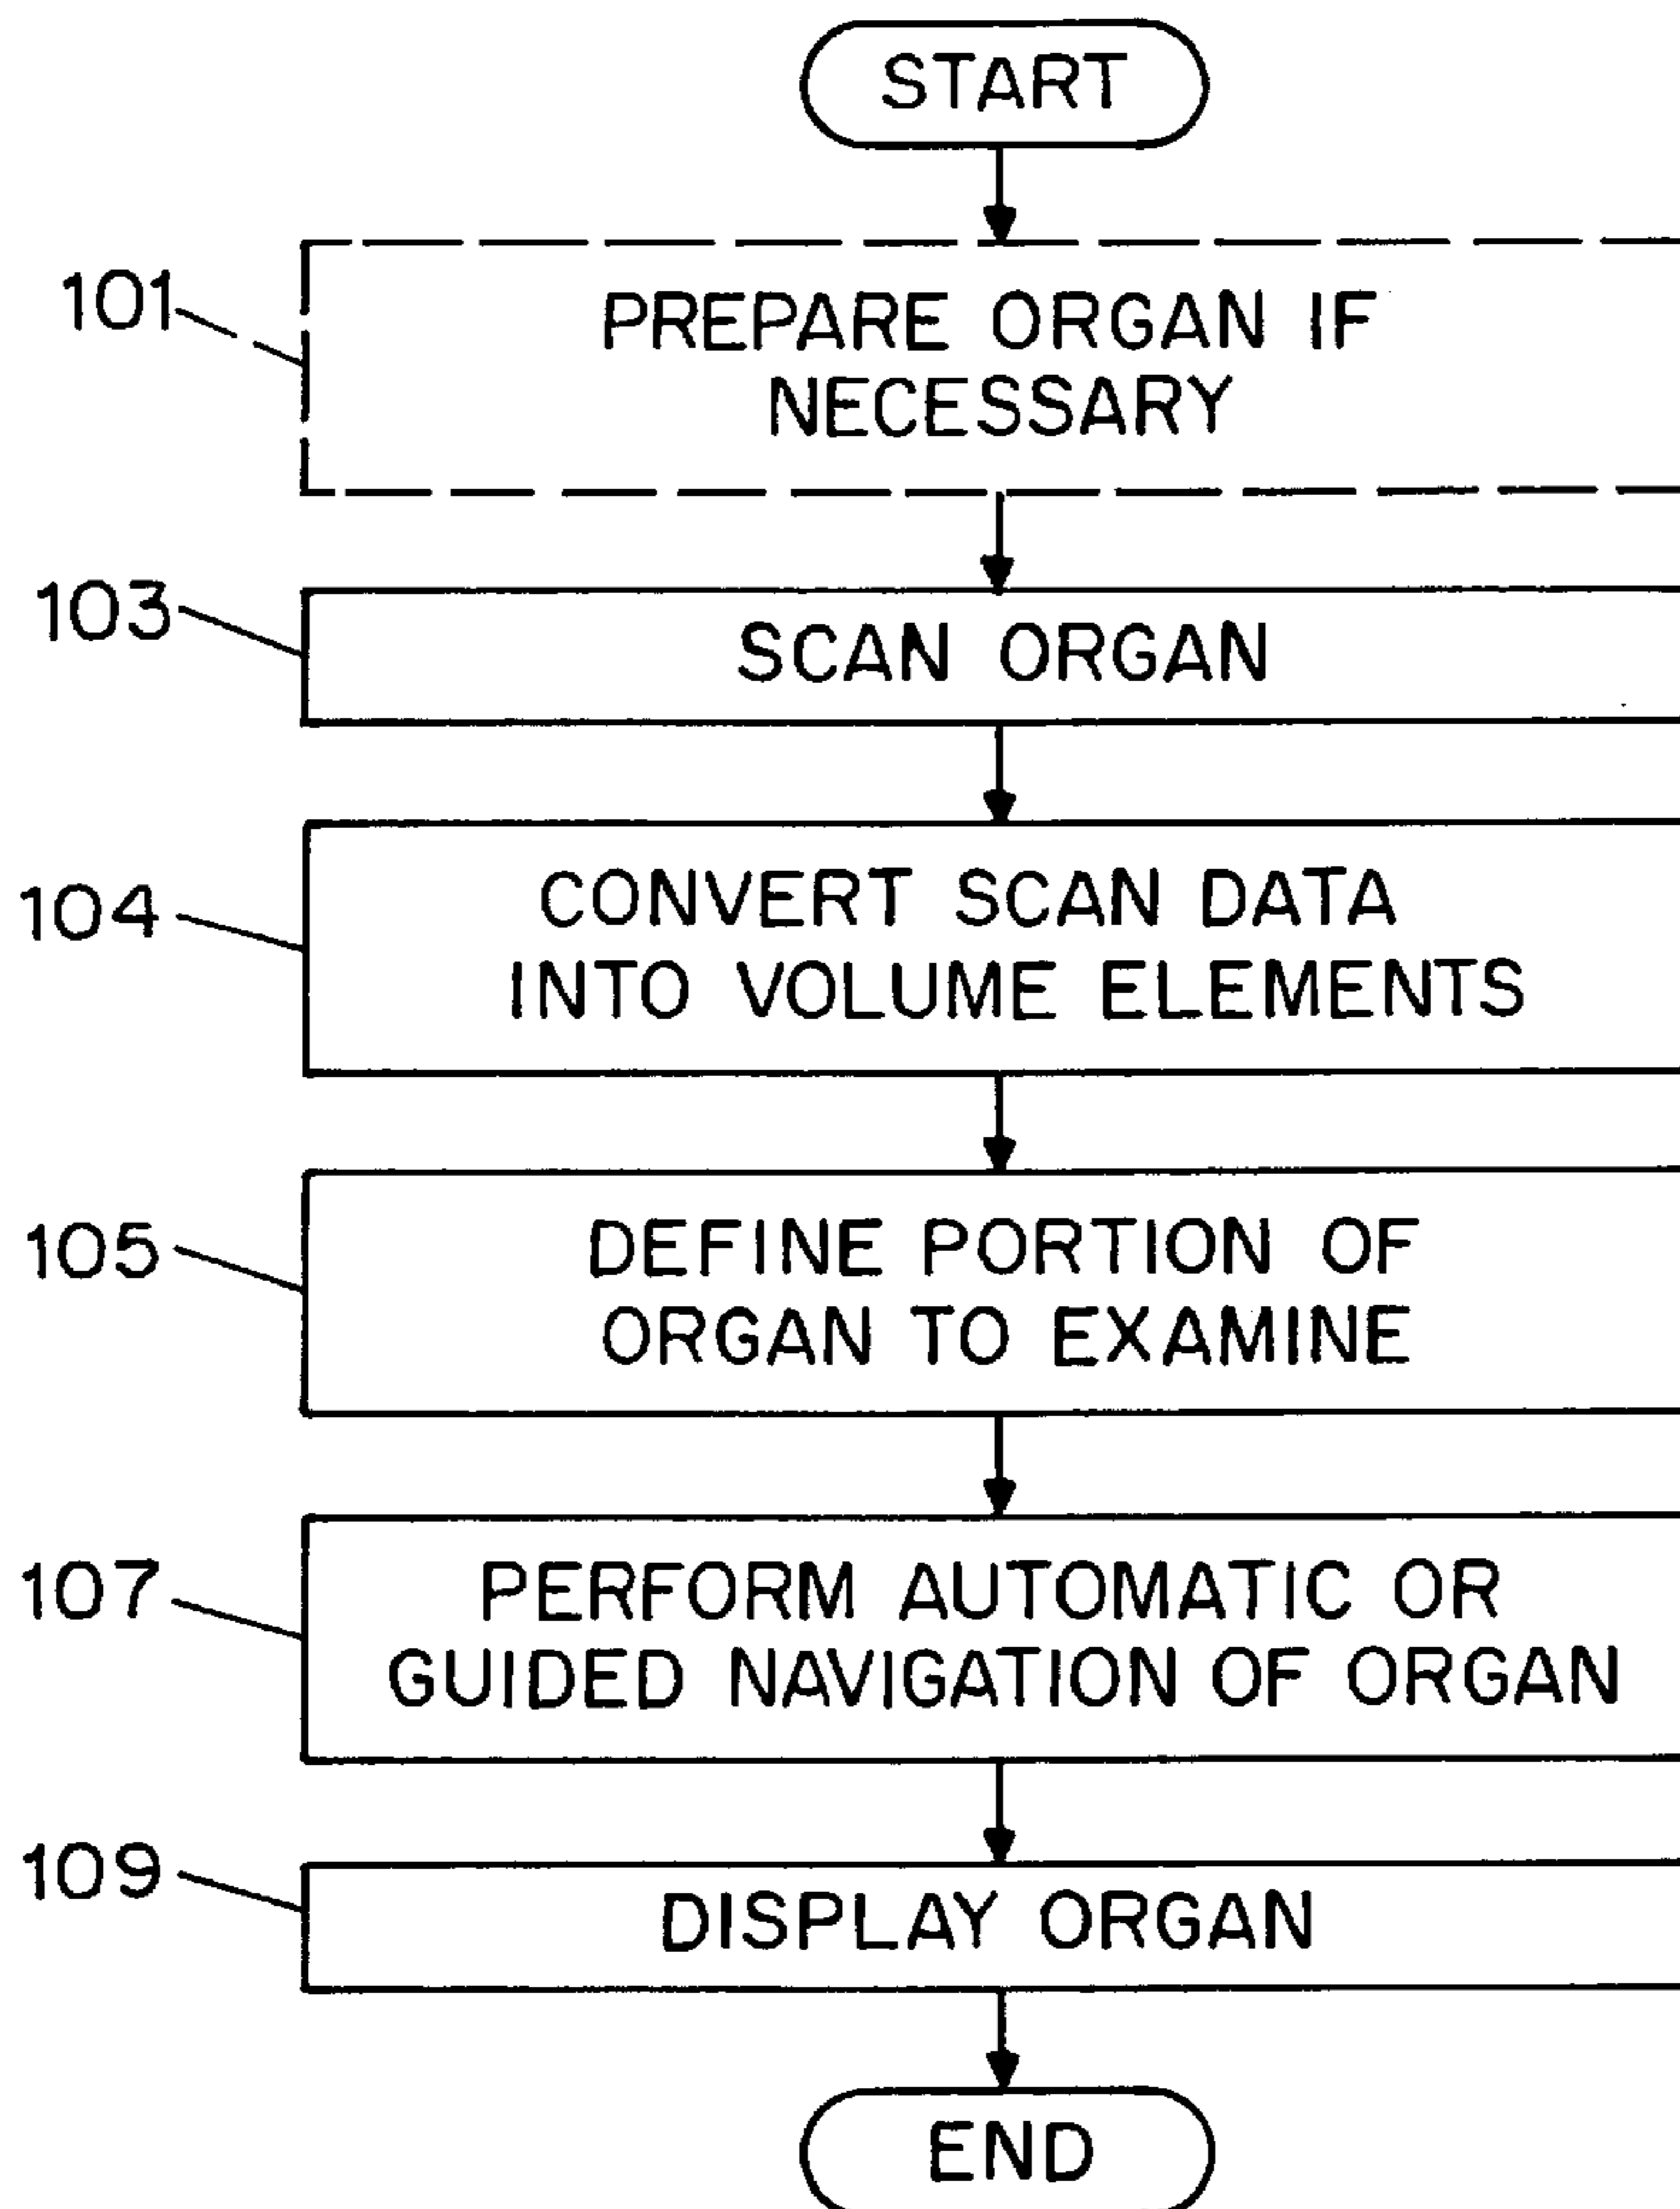 START
101
PREPARE ORGAN IF
NECESSARY
103
SCAN ORGAN
104
CONVERT SCAN DATA
INTO VOLUME ELEMENTS
105
DEFINE PORTION OF
ORGAN TO EXAMINE
107
PERFORM AUTOMATIC OR
GUIDED NAVIGATION OF ORGAN
109
DISPLAY ORGAN
END